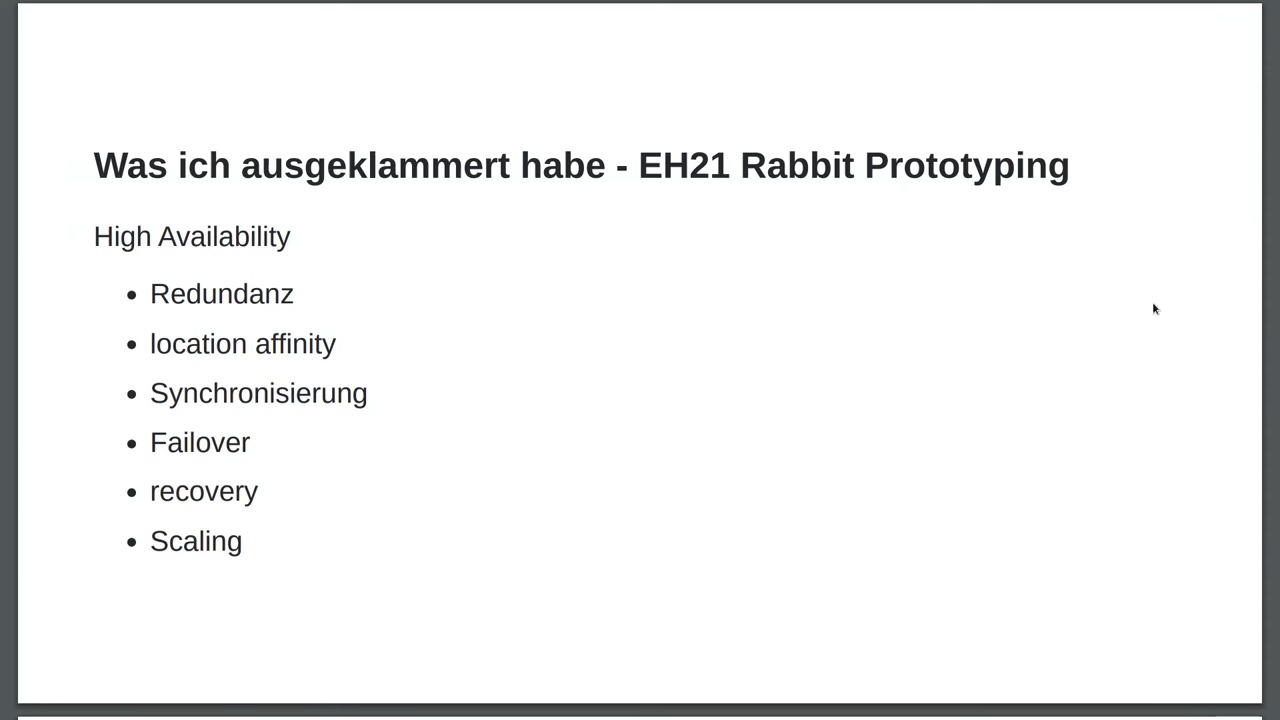 Was ich ausgeklammert habe - EH21 Rabbit Prototyping
High Availability
Redundanz
location affinity
Synchronisierung
Failover
recovery
Scaling